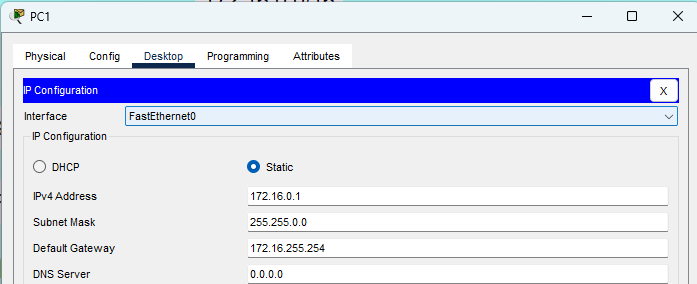 PC1
Physical Config Desktop Programming Attributes
IP Configuration X
Interface FastEthernet0
IP Configuration
DHCP Static
IPv4 Address 172.16.0.1
Subnet Mask 255.255.0.0
Default Gateway 172.16.255.254
DNS Server 0.0.0.0